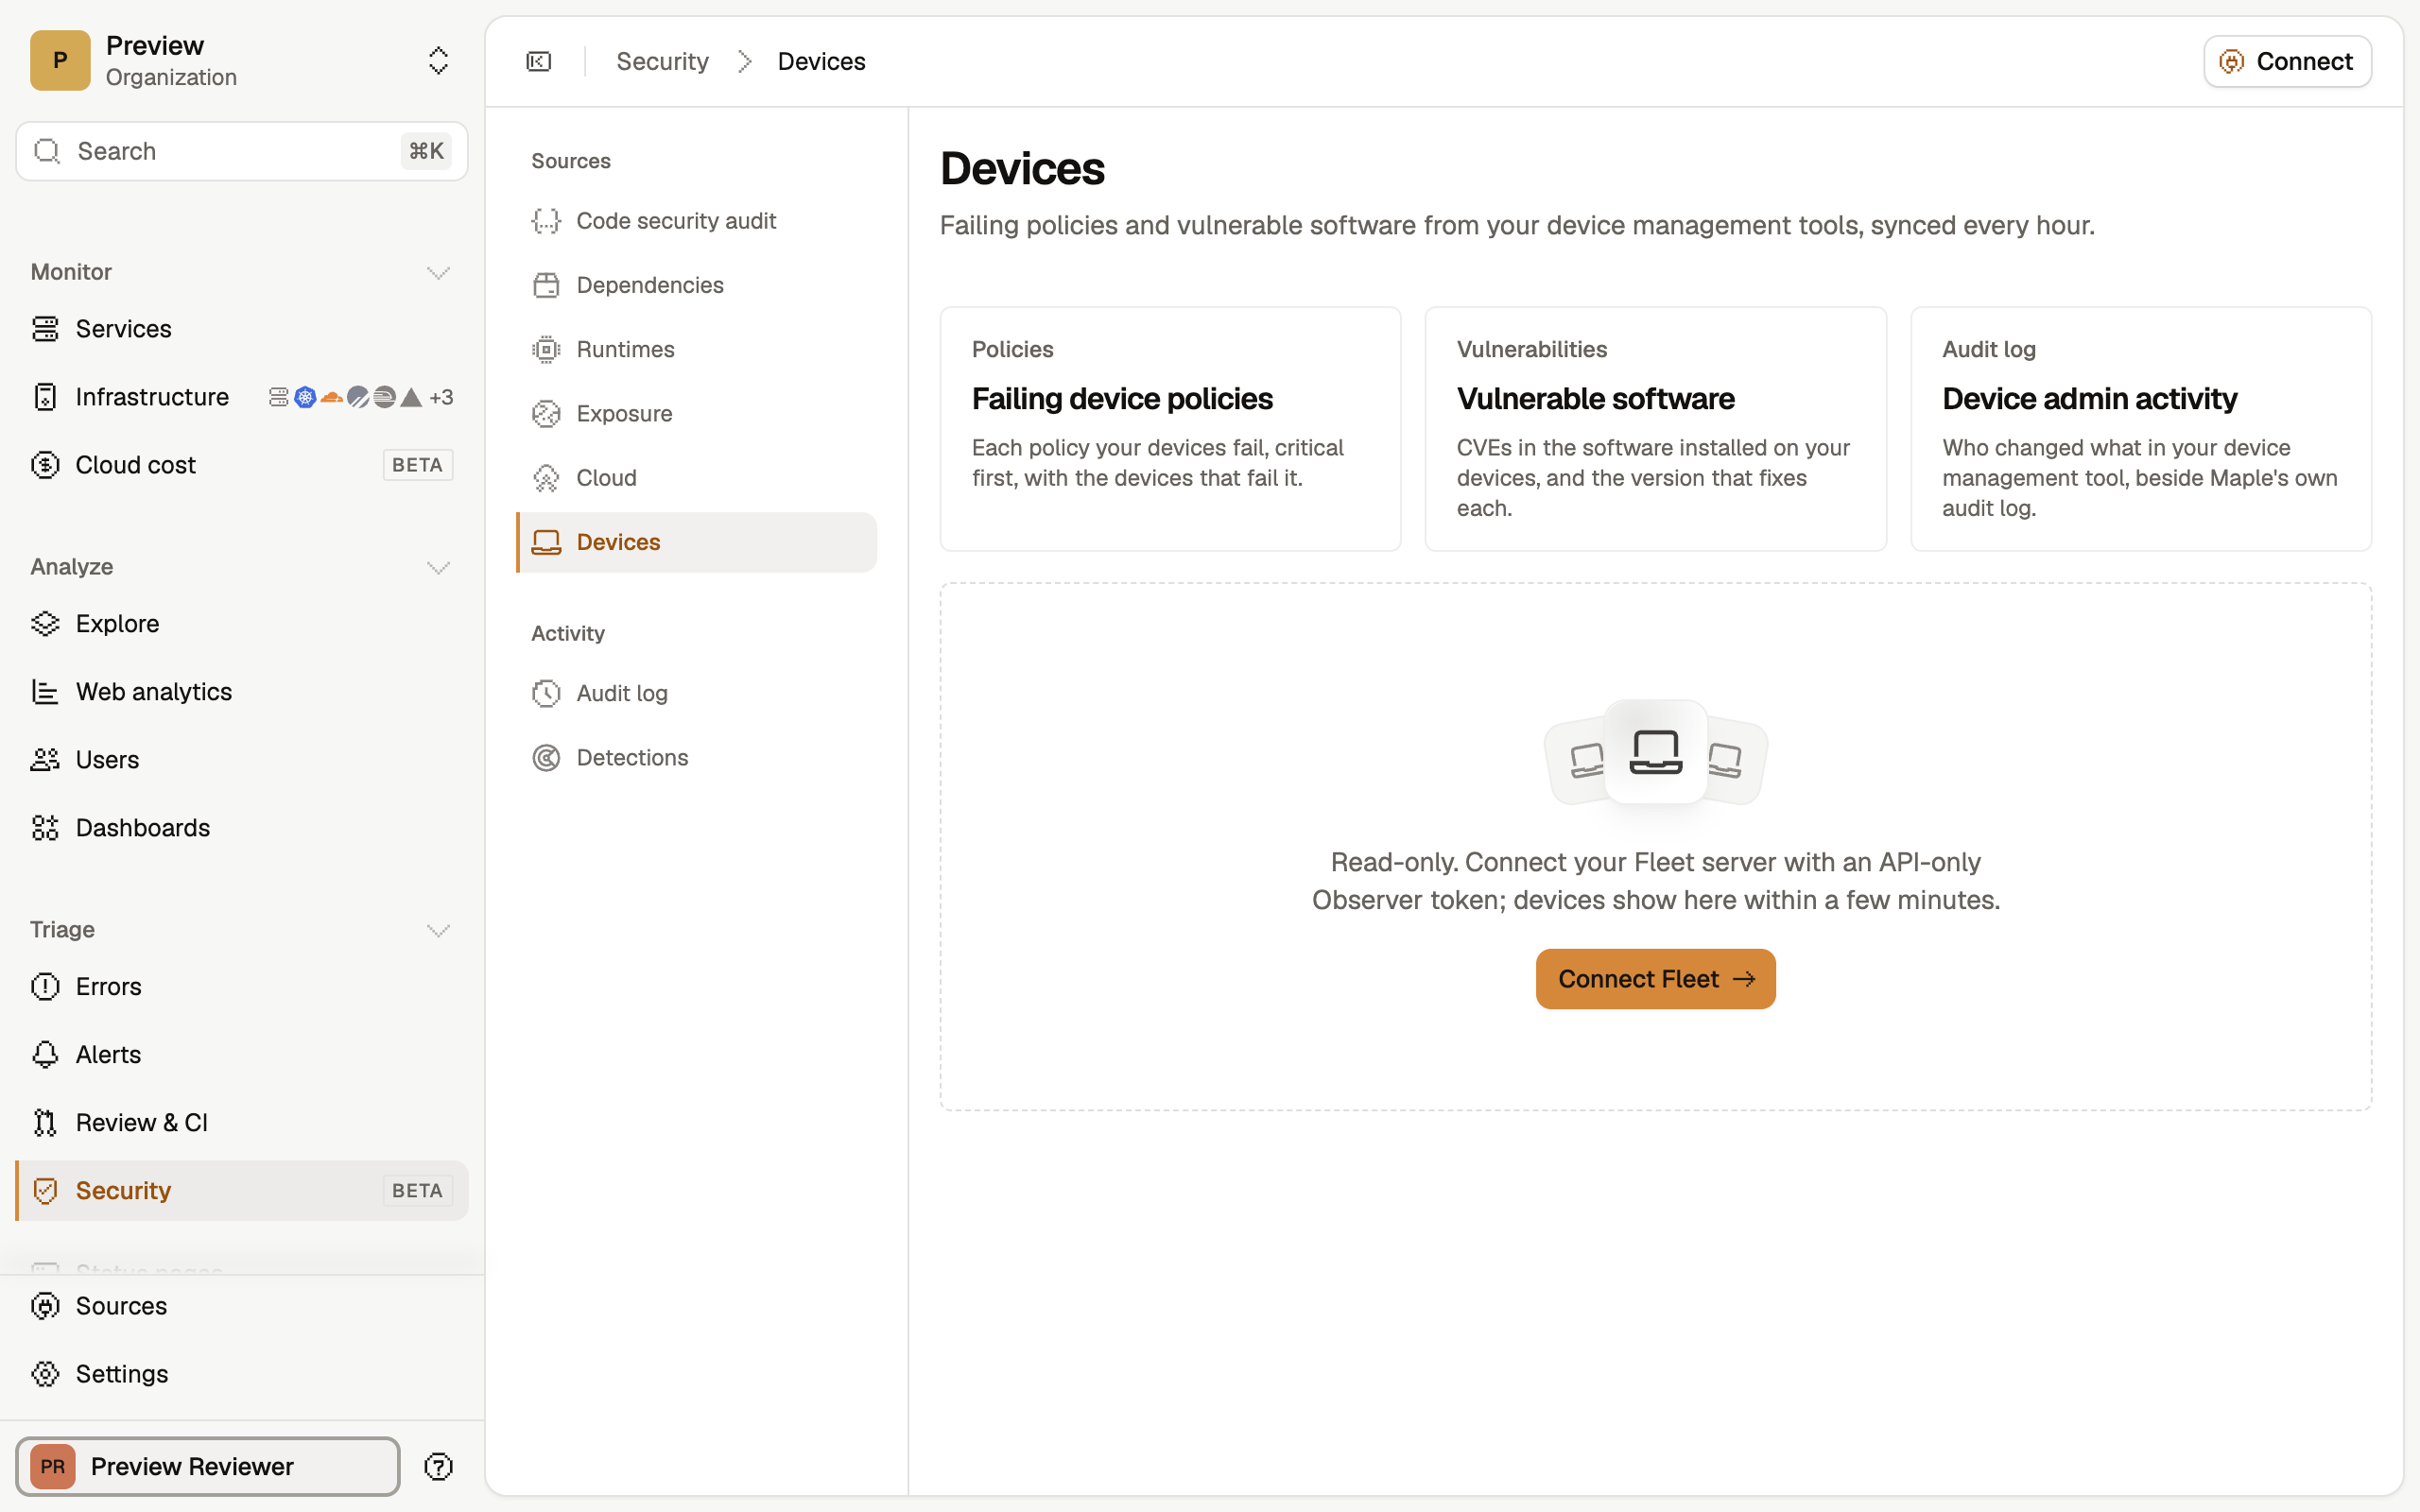 P
Preview
Organization
Search
⌘K
Monitor
Services
Infrastructure
+3
Cloud cost
BETA
Analyze
Explore
Web analytics
Users
Dashboards
Triage
Errors
Alerts
Review & CI
Security
BETA
Status pages
Sources
Settings
PR
Preview Reviewer
Security
Devices
Connect
Sources
Code security audit
Dependencies
Runtimes
Exposure
Cloud
Devices
Activity
Audit log
Detections
Devices
Failing policies and vulnerable software from your device management tools, synced every hour.
Policies
Failing device policies
Each policy your devices fail, critical
first, with the devices that fail it.
Vulnerabilities
Vulnerable software
CVEs in the software installed on your
devices, and the version that fixes
each.
Audit log
Device admin activity
Who changed what in your device
management tool, beside Maple's own
audit log.
Read-only. Connect your Fleet server with an API-only
Observer token; devices show here within a few minutes.
Connect Fleet →